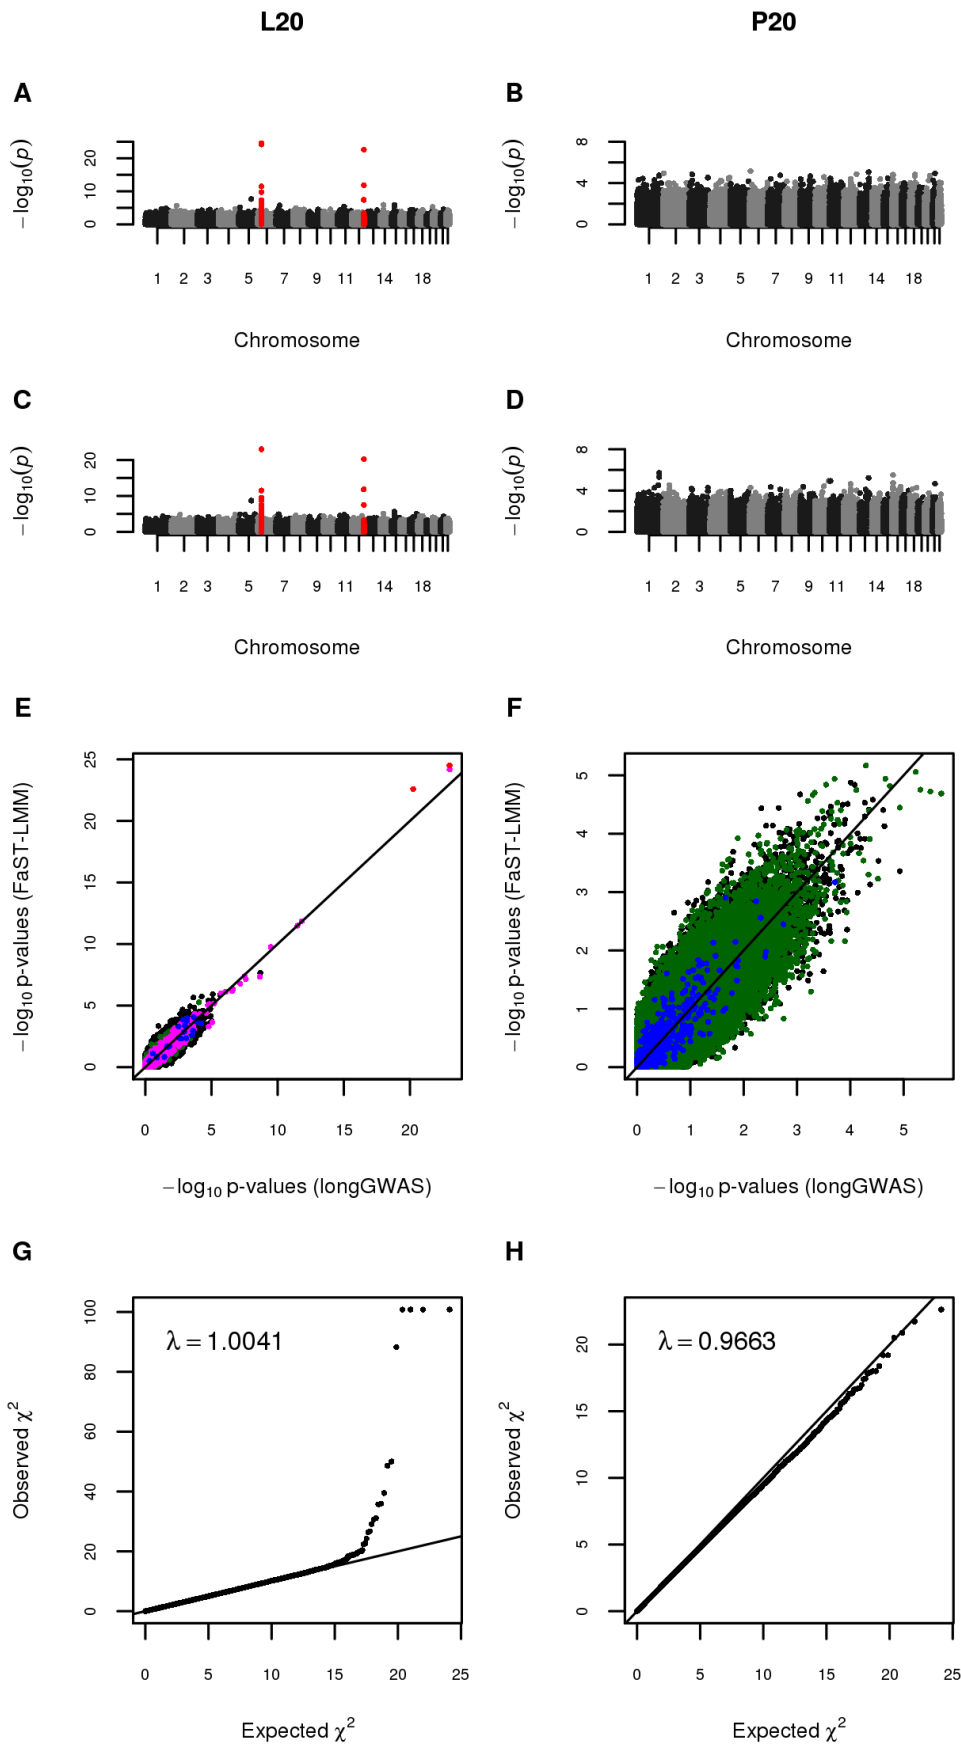 L20 P20
A B
−log₁₀(p) 0 10 20
1 2 3 5 7 9 11 14 18
Chromosome
−log₁₀(p) 0 4 8
1 2 3 5 7 9 11 14 18
Chromosome
C D
−log₁₀(p) 0 10 20
1 2 3 5 7 9 11 14 18
Chromosome
−log₁₀(p) 0 4 8
1 2 3 5 7 9 11 14 18
Chromosome
E F
−log₁₀ p-values (FaST-LMM)
0 5 10 15 20 25
0 5 10 15 20
−log₁₀ p-values (longGWAS)
−log₁₀ p-values (FaST-LMM)
0 1 2 3 4 5
0 1 2 3 4 5
−log₁₀ p-values (longGWAS)
G H
λ = 1.0041
Observed χ²
0 20 40 60 80 100
0 5 10 15 20 25
Expected χ²
λ = 0.9663
Observed χ²
0 5 10 15 20
0 5 10 15 20 25
Expected χ²